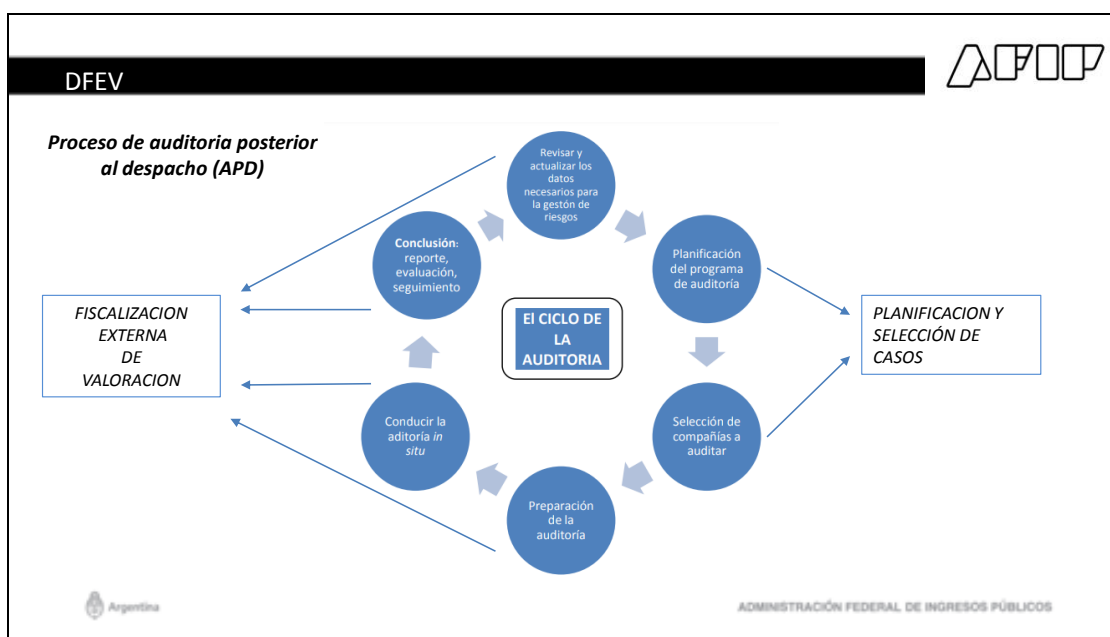 DFEV
AFIP
Proceso de auditoria posterior
al despacho (APD)
Revisar y
actualizar los
datos
necesarios para
la gestión de
riesgos
Conclusión:
reporte,
evaluación,
seguimiento
Planificación
del programa
de auditoría
FISCALIZACION
EXTERNA
DE
VALORACION
El CICLO DE
LA
AUDITORIA
PLANIFICACION Y
SELECCIÓN DE
CASOS
Conducir la
aditoría in
situ
Selección de
compañías a
auditar
Preparación
de la
auditoría
Argentina
ADMINISTRACIÓN FEDERAL DE INGRESOS PÚBLICOS